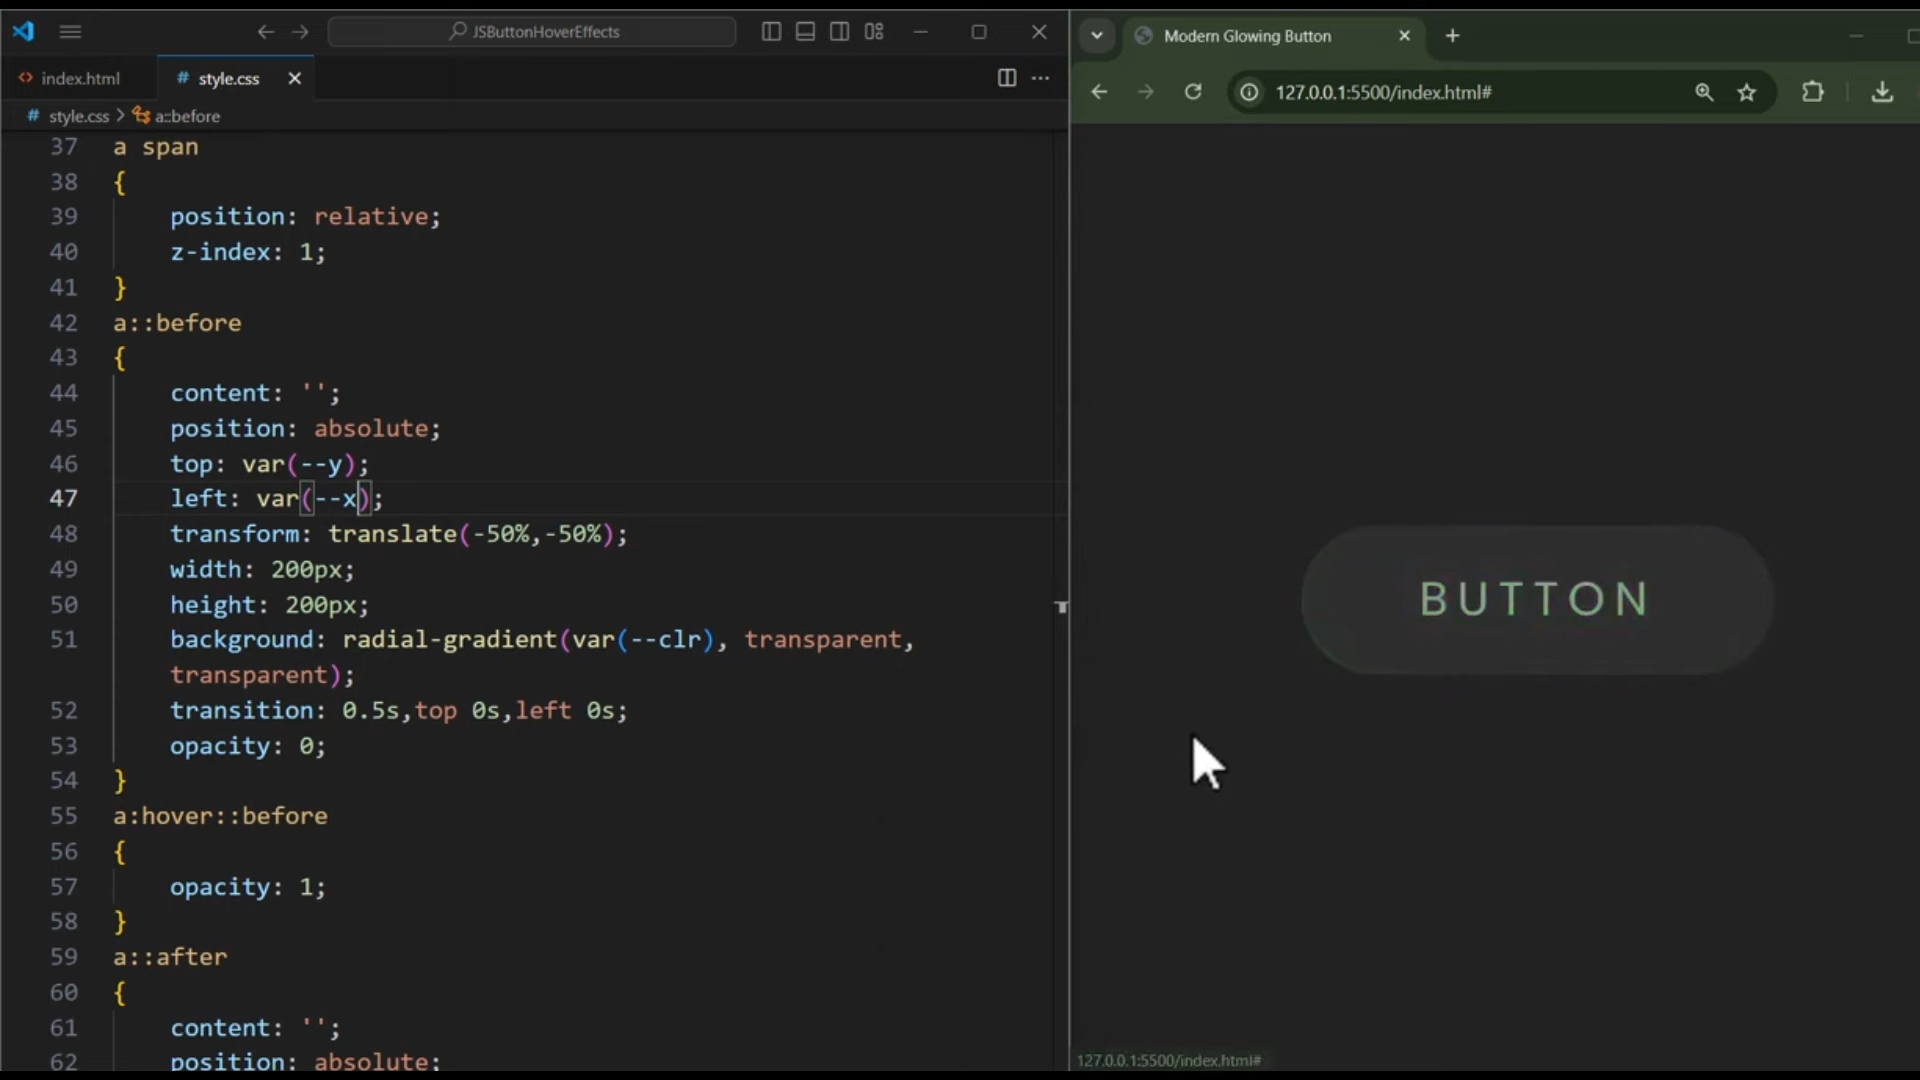 JSButtonHoverEffects
index.html
# style.css
# style.css > a::before
37 a span
38 {
39 position: relative;
40 z-index: 1;
41 }
42 a::before
43 {
44 content: '';
45 position: absolute;
46 top: var(--y);
47 left: var(--x);
48 transform: translate(-50%,-50%);
49 width: 200px;
50 height: 200px;
51 background: radial-gradient(var(--clr), transparent,
transparent);
52 transition: 0.5s,top 0s,left 0s;
53 opacity: 0;
54 }
55 a:hover::before
56 {
57 opacity: 1;
58 }
59 a::after
60 {
61 content: '';
62 position: absolute;
Modern Glowing Button
127.0.0.1:5500/index.html#
BUTTON
127.0.0.1:5500/index.html#